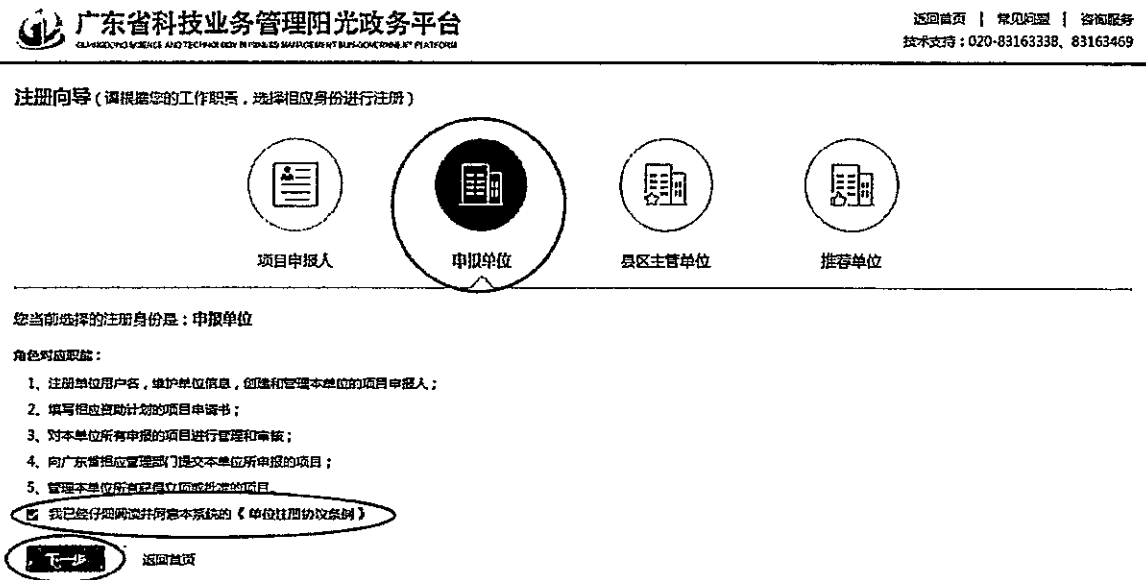 广东省科技业务管理阳光政务平台
返回首页 | 常见问题 | 咨询服务
技术支持：020-83163338、83163469
注册向导（请根据您的工作职责，选择相应身份进行注册）
项目申报人
申报单位
县区主管单位
推荐单位
您当前选择的注册身份是：申报单位
角色对应职能：
1、注册单位用户名，维护单位信息，创建和管理本单位的项目申报人；
2、填写相应资助计划的项目申请书；
3、对本单位所有申报的项目进行管理和审核；
4、向广东省相应管理部门提交本单位所申报的项目；
5、管理本单位所有获得立项或批准的项目。
我已经仔细阅读并同意本系统的《单位注册协议条例》
下一步
返回首页